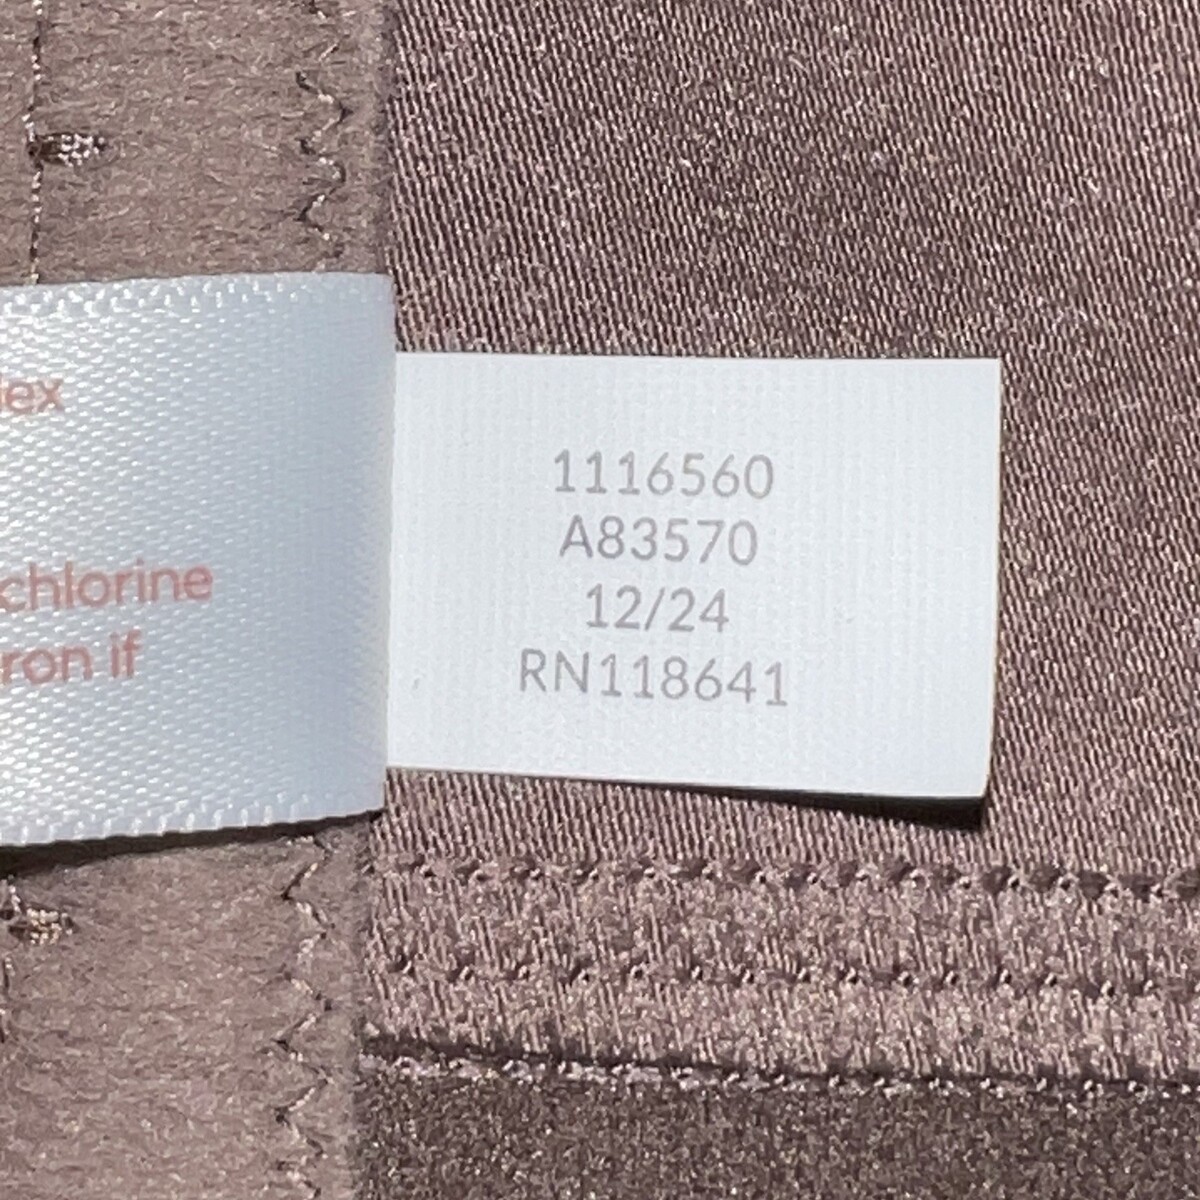 lex
chlorine
ron if
1116560
A83570
12/24
RN118641